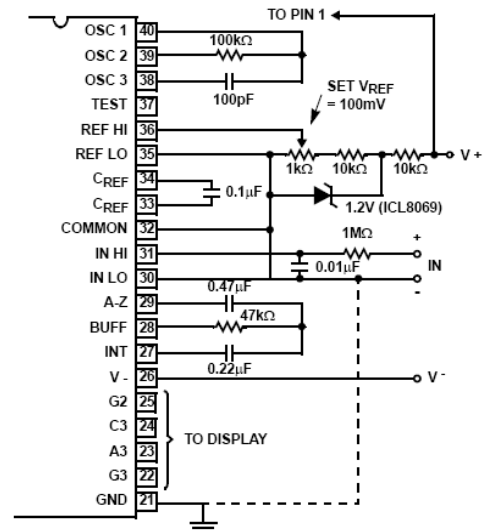 TO PIN 1
OSC 1 40
OSC 2 39
100kΩ
OSC 3 38
100pF
TEST 37
SET VREF
= 100mV
REF HI 36
REF LO 35
1kΩ 10kΩ 10kΩ
V +
CREF 34
0.1µF
CREF 33
1.2V (ICL8069)
COMMON 32
1MΩ
IN HI 31
+
0.01µF
IN
IN LO 30
-
0.47µF
A-Z 29
47kΩ
BUFF 28
INT 27
0.22µF
V - 26
V -
G2 25
C3 24
TO DISPLAY
A3 23
G3 22
GND 21